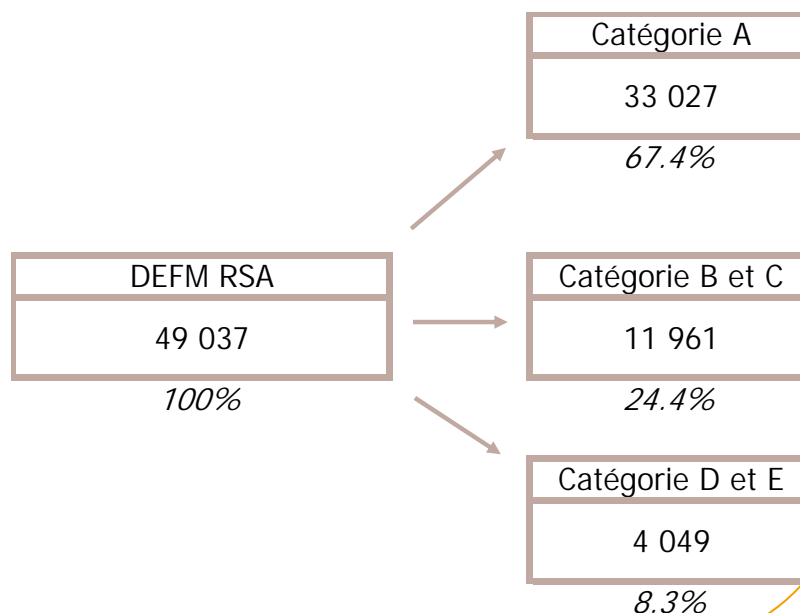 Catégorie A
33 027
67.4%
DEFM RSA
49 037
100%
Catégorie B et C
11 961
24.4%
Catégorie D et E
4 049
8.3%